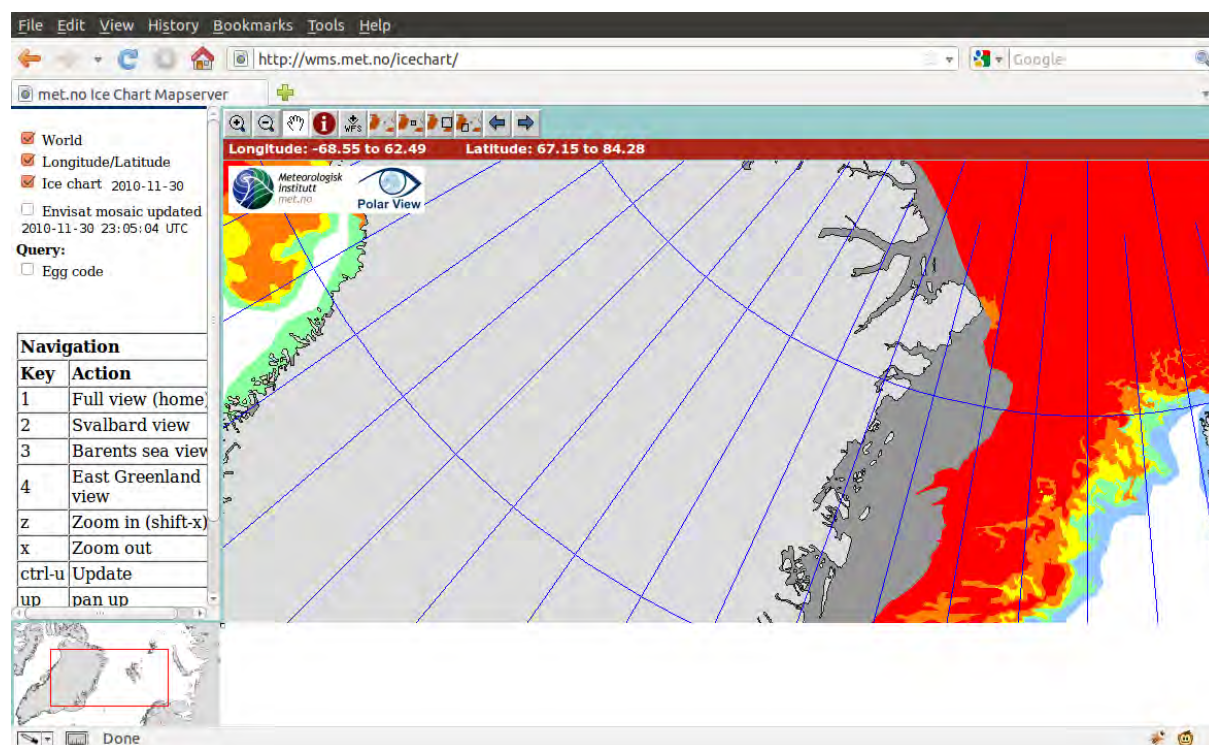 File Edit View History Bookmarks Tools Help
http://wms.met.no/icechart/
Google
met.no Ice Chart Mapserver
World
Longitude/Latitude
Ice chart 2010-11-30
Envisat mosaic updated
2010-11-30 23:05:04 UTC
Query:
Egg code
Navigation
Key Action
1 Full view (home)
2 Svalbard view
3 Barents sea view
4 East Greenland
view
z Zoom in (shift-x)
x Zoom out
ctrl-u Update
up pan up
WFS
Longitude: -68.55 to 62.49 Latitude: 67.15 to 84.28
Meteorologisk
institutt
met.no
Polar View
Done